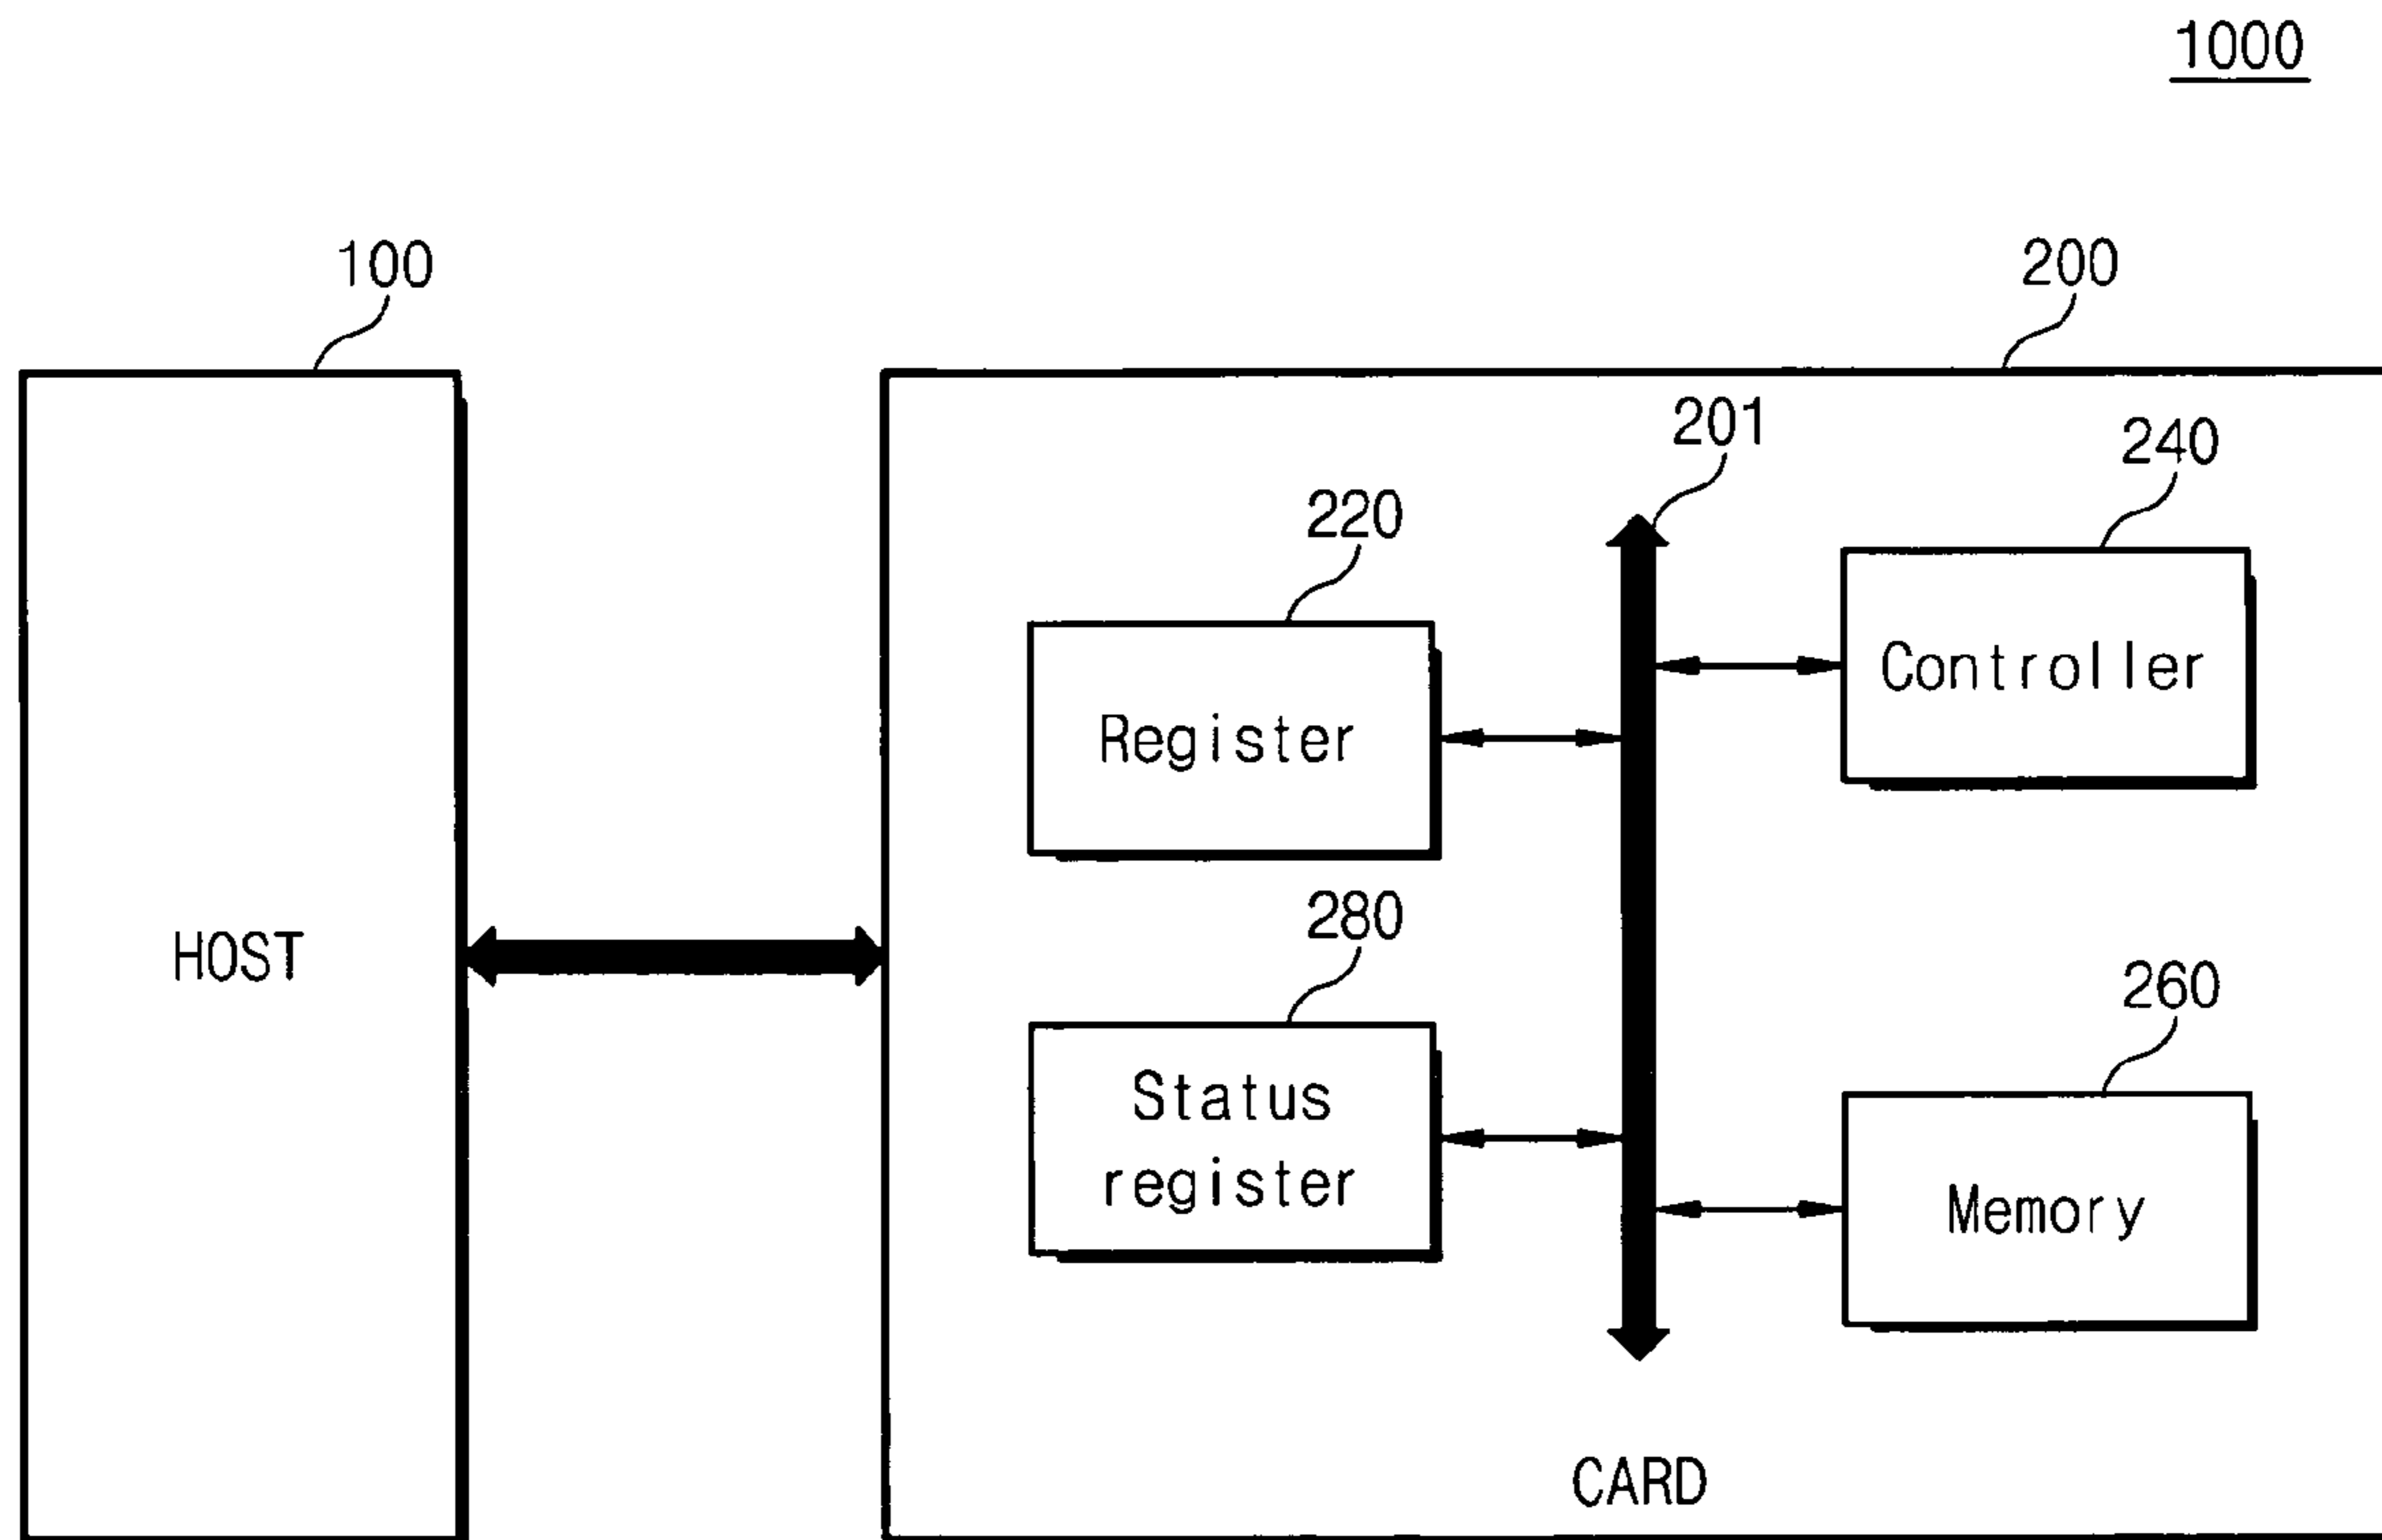 1000
100
200
201
240
220
Controller
Register
280
HOST
260
Status
register
Memory
CARD